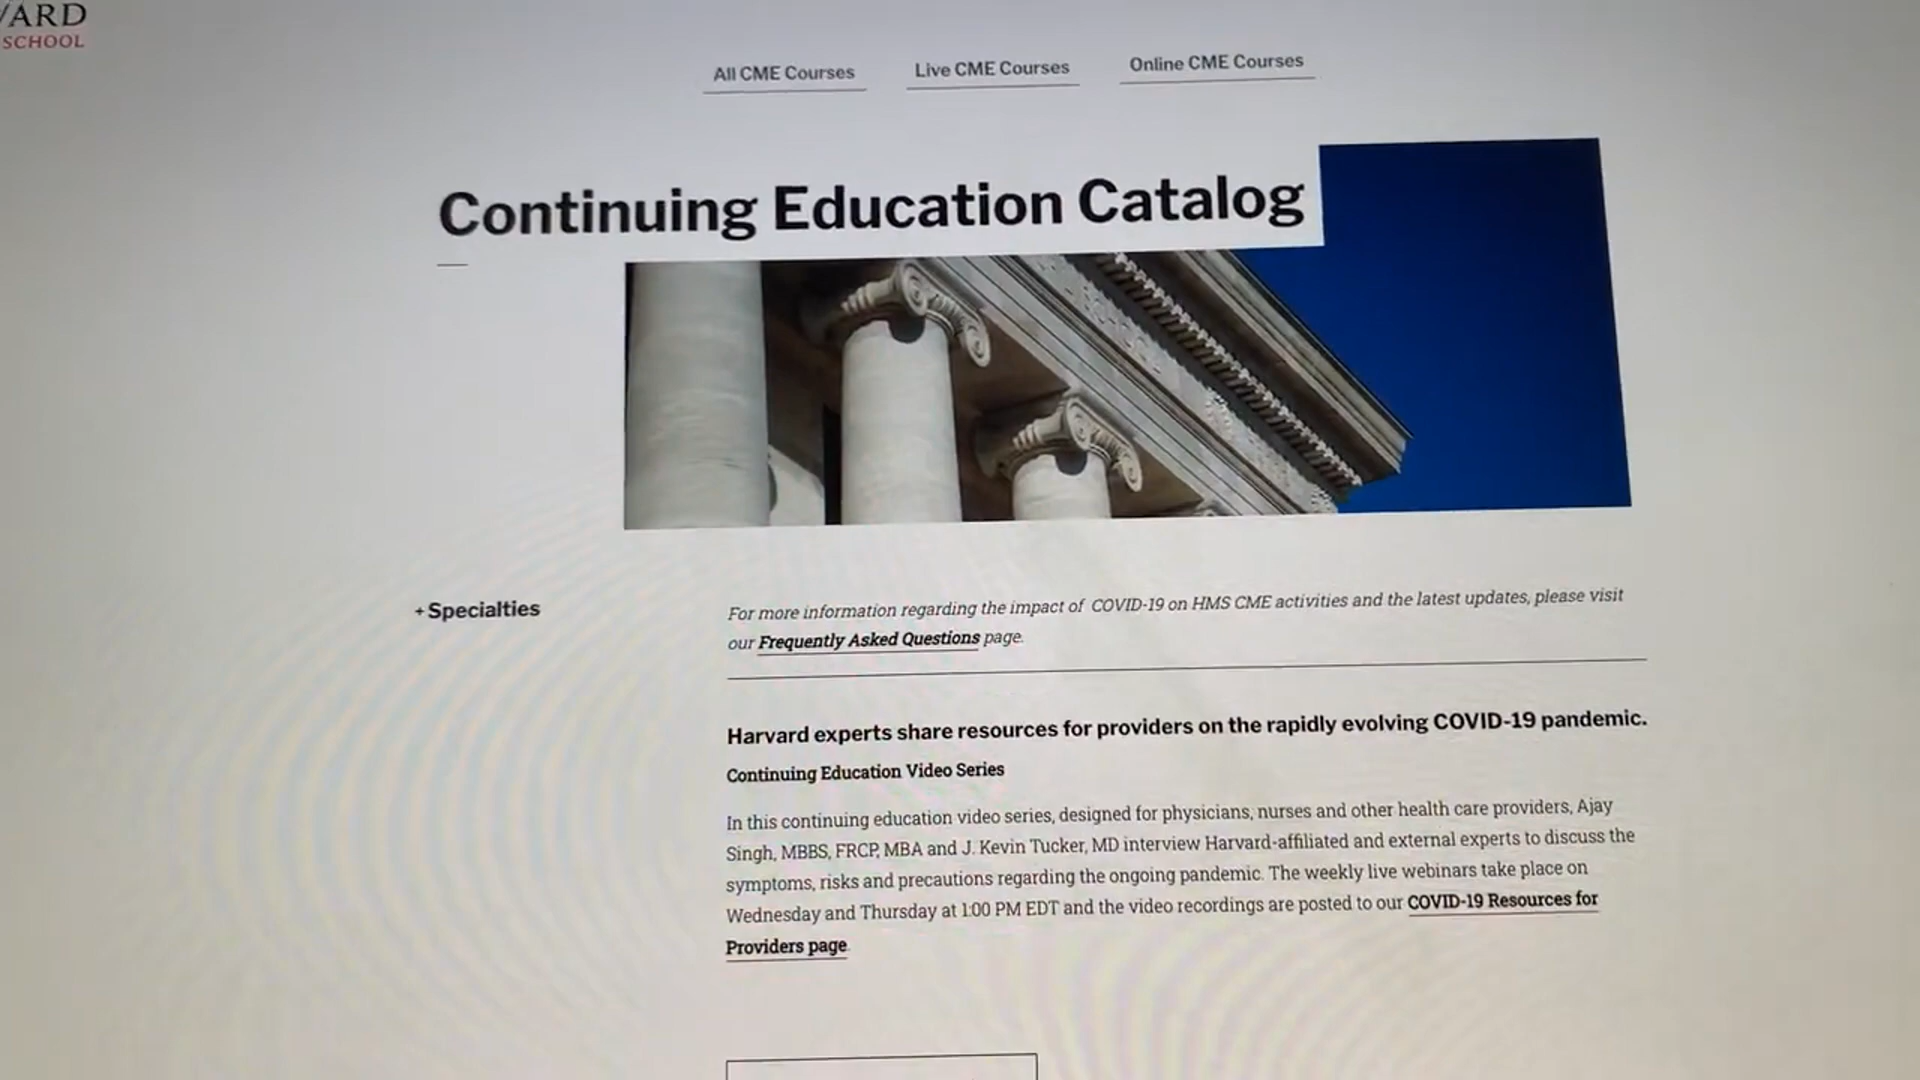 VARD
SCHOOL
All CME Courses
Live CME Courses
Online CME Courses
Continuing Education Catalog
+ Specialties
For more information regarding the impact of COVID-19 on HMS CME activities and the latest updates, please visit
our Frequently Asked Questions page.
Harvard experts share resources for providers on the rapidly evolving COVID-19 pandemic.
Continuing Education Video Series
In this continuing education video series, designed for physicians, nurses and other health care providers, Ajay
Singh, MBBS, FRCP, MBA and J. Kevin Tucker, MD interview Harvard-affiliated and external experts to discuss the
symptoms, risks and precautions regarding the ongoing pandemic. The weekly live webinars take place on
Wednesday and Thursday at 1:00 PM EDT and the video recordings are posted to our COVID-19 Resources for
Providers page.